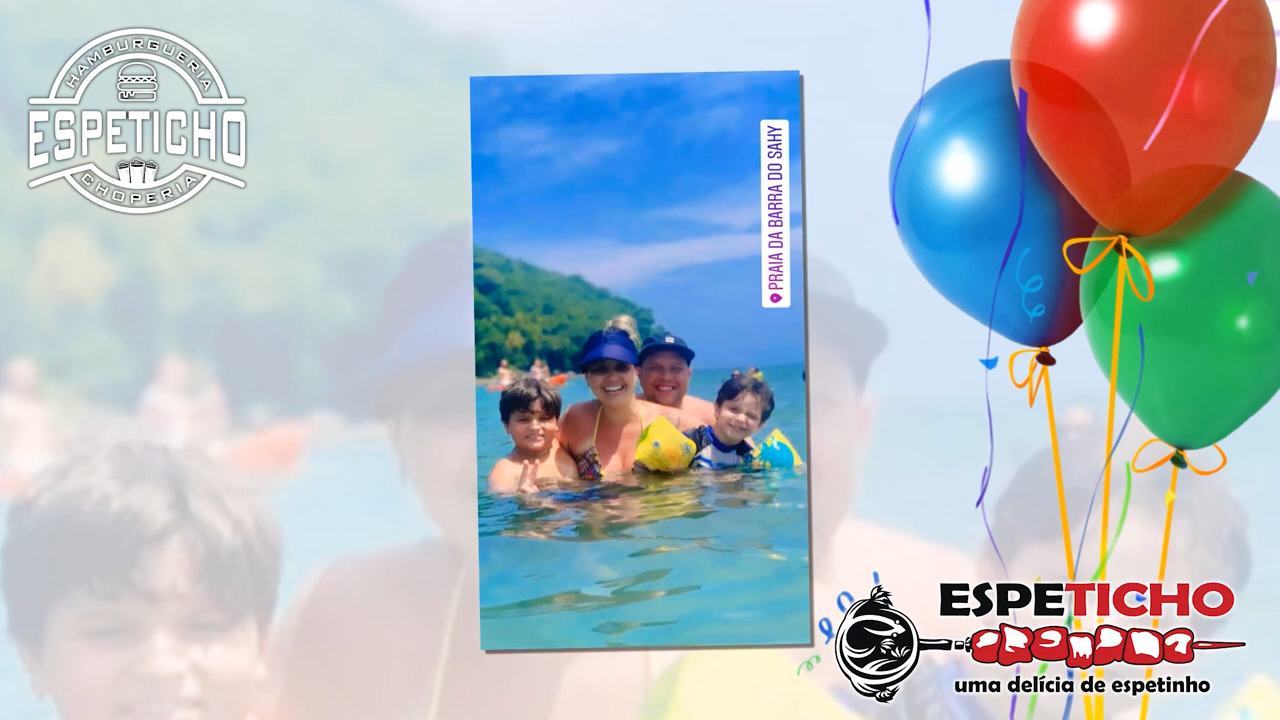 HAMBURGUERIA
ESPETICHO
CHOPERIA
PRAIA DA BARRA DO SAHY
ESPETICHO
uma delícia de espetinho